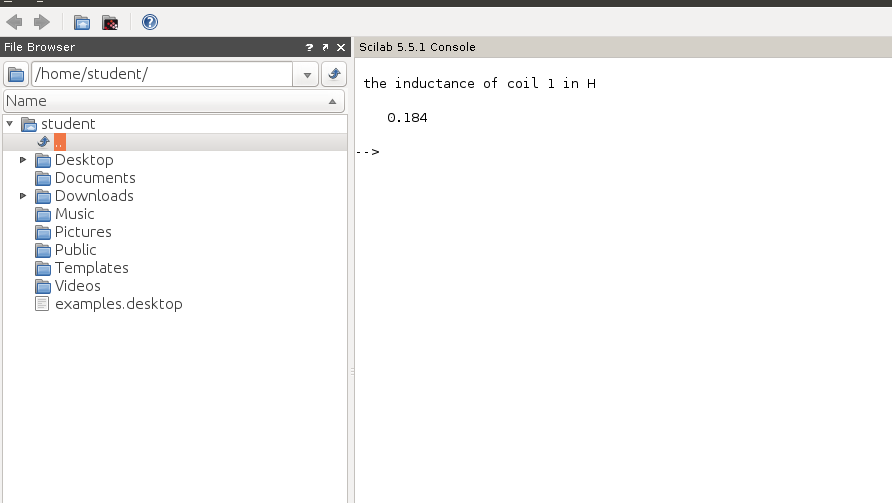 File Browser
/home/student/
Name
student
..
Desktop
Documents
Downloads
Music
Pictures
Public
Templates
Videos
examples.desktop
Scilab 5.5.1 Console
the inductance of coil 1 in H
0.184
-->